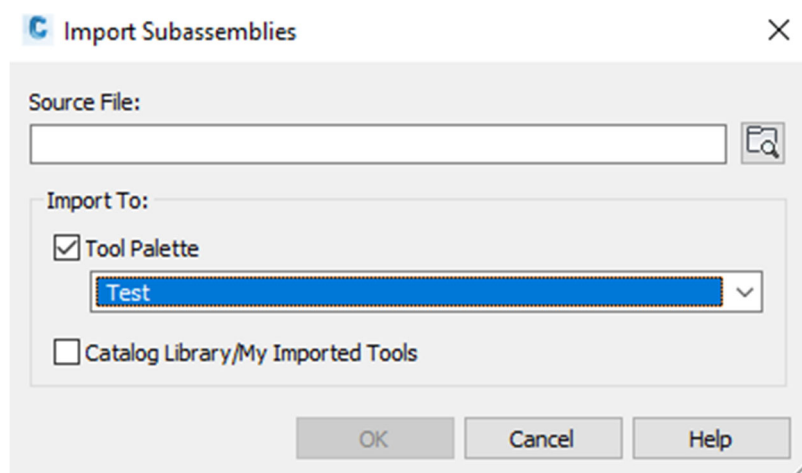 Import Subassemblies
Source File:
Import To:
Tool Palette
Test
Catalog Library/My Imported Tools
OK Cancel Help